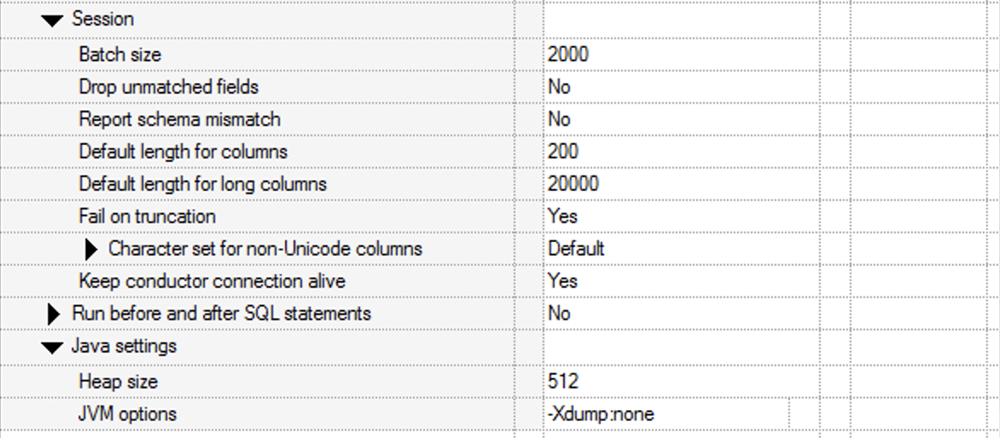 Session
Batch size 2000
Drop unmatched fields No
Report schema mismatch No
Default length for columns 200
Default length for long columns 20000
Fail on truncation Yes
Character set for non-Unicode columns Default
Keep conductor connection alive Yes
Run before and after SQL statements No
Java settings
Heap size 512
JVM options -Xdump:none